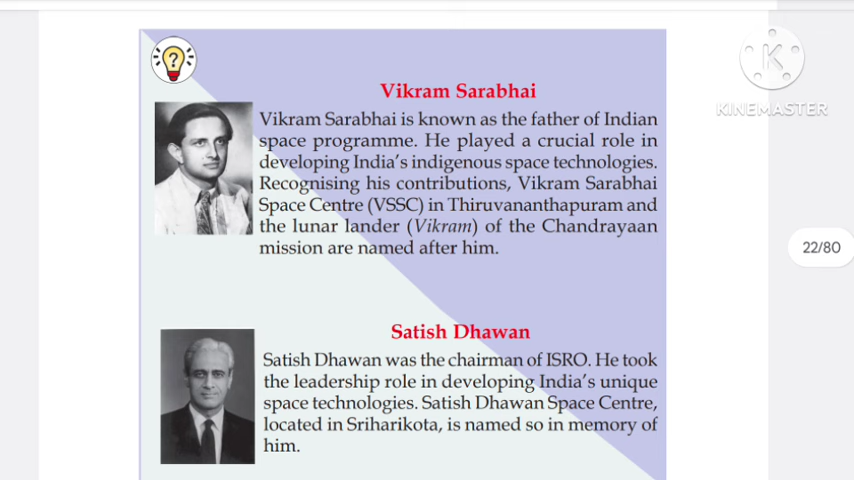 Vikram Sarabhai
Vikram Sarabhai is known as the father of Indian
space programme. He played a crucial role in
developing India's indigenous space technologies.
Recognising his contributions, Vikram Sarabhai
Space Centre (VSSC) in Thiruvananthapuram and
the lunar lander (Vikram) of the Chandrayaan
mission are named after him.
Satish Dhawan
Satish Dhawan was the chairman of ISRO. He took
the leadership role in developing India's unique
space technologies. Satish Dhawan Space Centre,
located in Sriharikota, is named so in memory of
him.
?
K
KINEMASTER
22/80